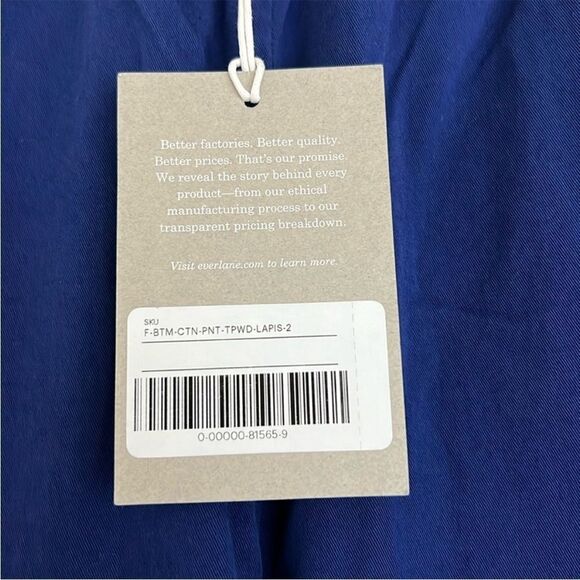 Better factories. Better quality.
Better prices. That's our promise.
We reveal the story behind every
product—from our ethical
manufacturing process to our
transparent pricing breakdown.
Visit everlane.com to learn more.
SKU
F-BTM-CTN-PNT-TPWD-LAPIS-2
0-00000-81565-9